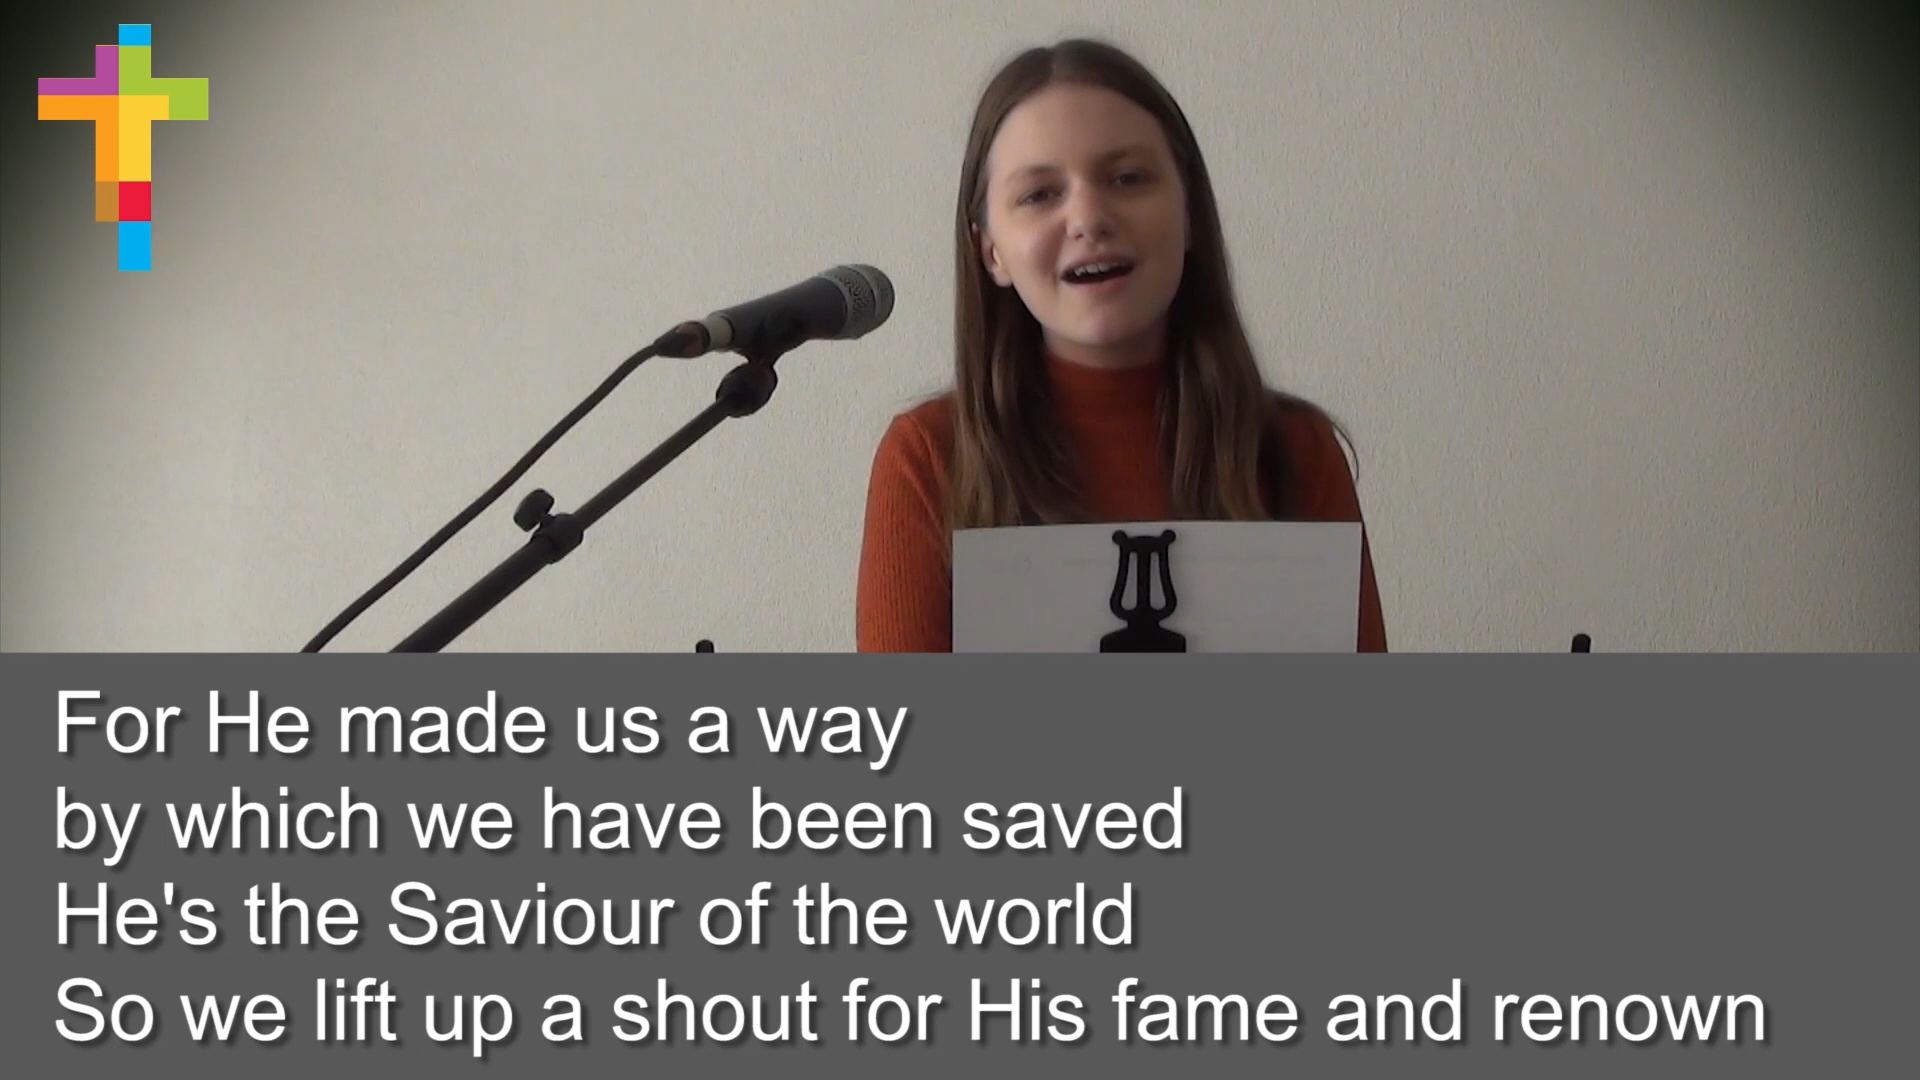 For He made us a way
by which we have been saved
He's the Saviour of the world
So we lift up a shout for His fame and renown